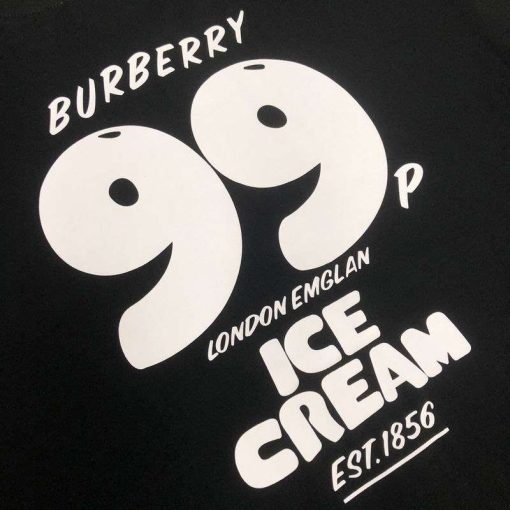 BURBERRY
99P
LONDON EMGLAN
ICE
CREAM
EST.1856